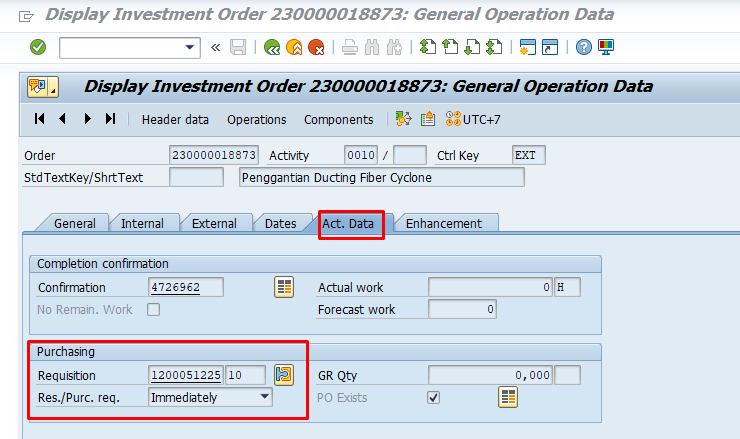 Display Investment Order 230000018873: General Operation Data
«
Display Investment Order 230000018873: General Operation Data
Header data Operations Components UTC+7
Order 230000018873 Activity 0010 / Ctrl Key EXT
StdTextKey/ShrtText Penggantian Ducting Fiber Cyclone
General Internal External Dates Act. Data Enhancement
Completion confirmation
Confirmation 4726962 Actual work 0 H
No Remain. Work Forecast work 0
Purchasing
Requisition 1200051225 10 GR Qty 0,000
Res./Purc. req. Immediately PO Exists